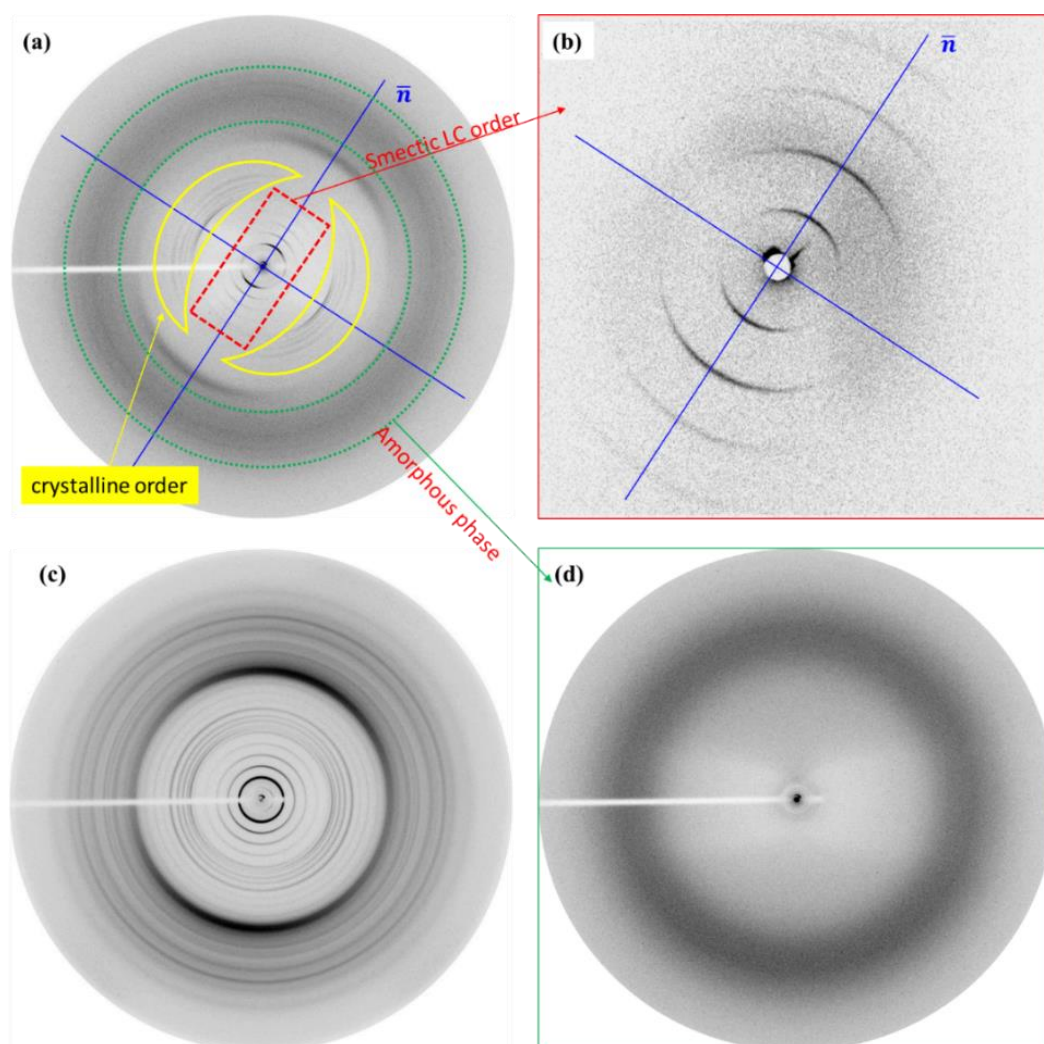 (a)
n̅
Smectic LC order
crystalline order
Amorphous phase
(b)
n̅
(c)
(d)